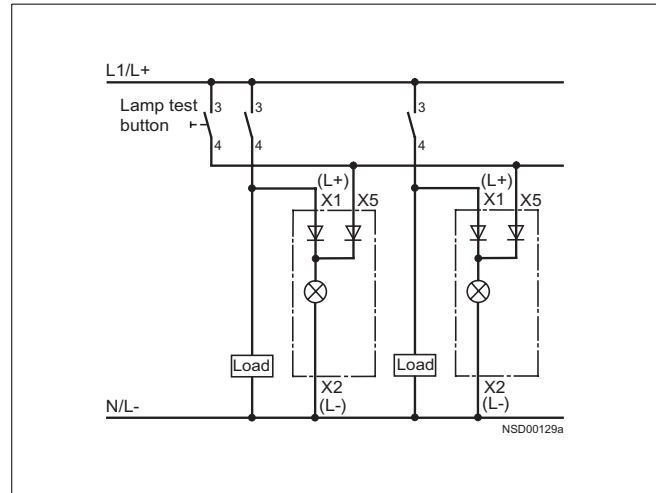 L1/L+
Lamp test
button
3
4
3
4
3
4
(L+)
X1 X5
(L+)
X1 X5
Load
Load
X2
(L-)
X2
(L-)
N/L-
NSD00129a